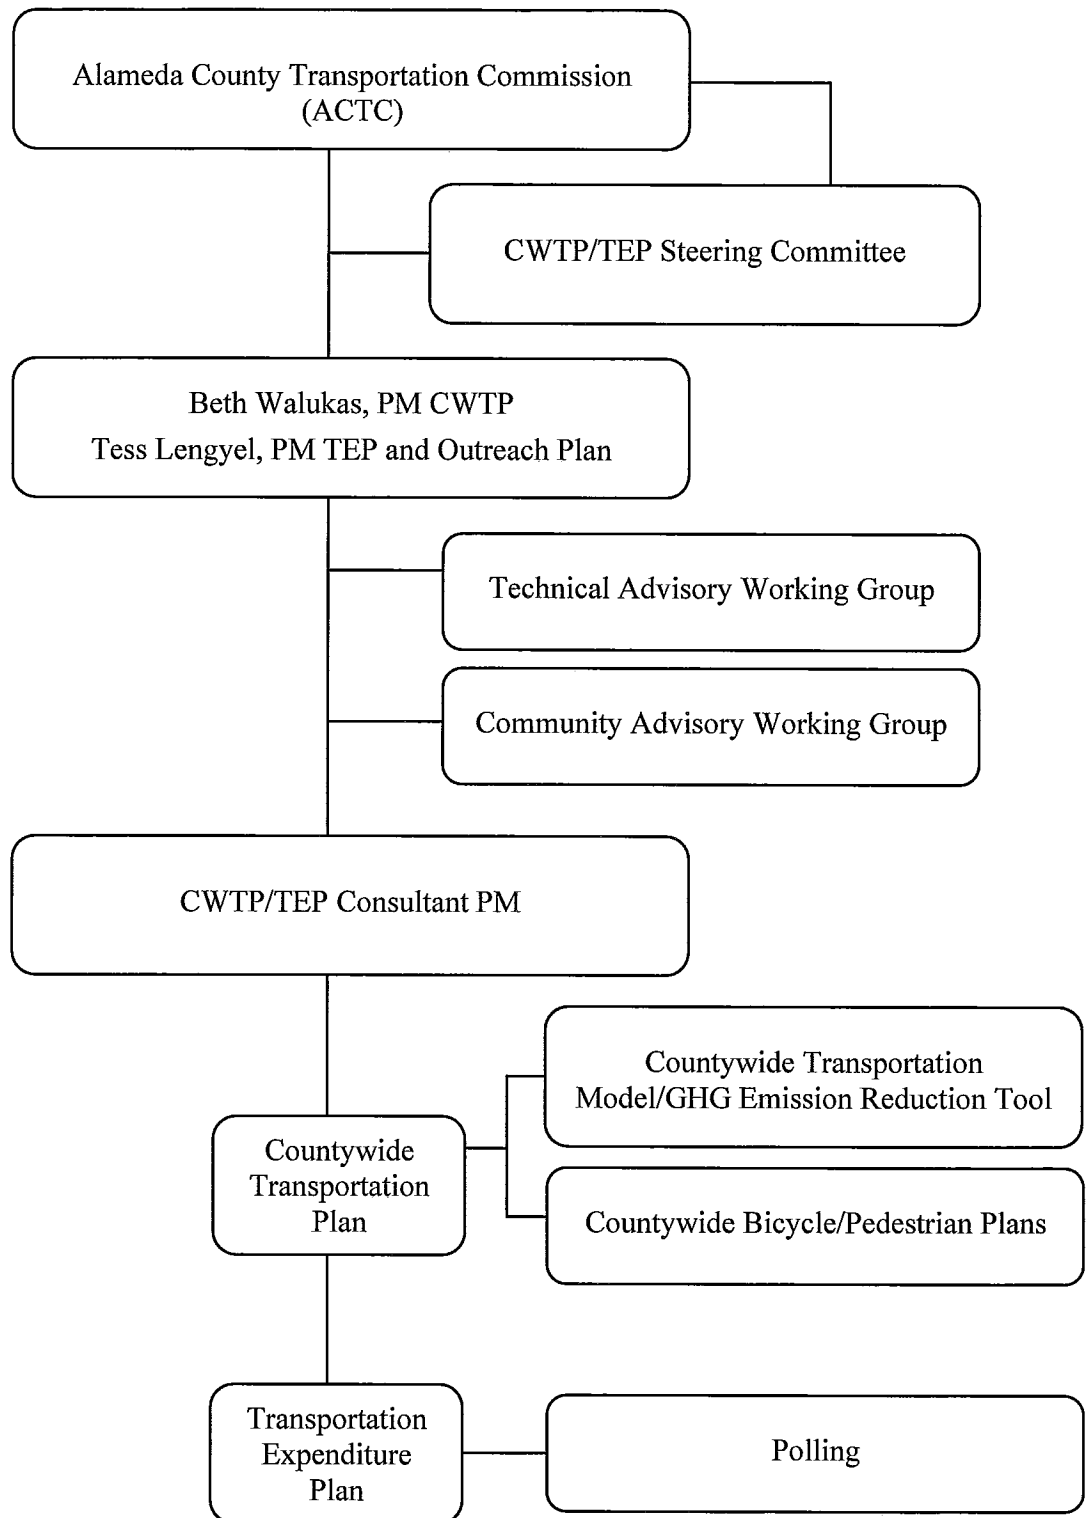 Alameda County Transportation Commission
(ACTC)
CWTP/TEP Steering Committee
Beth Walukas, PM CWTP
Tess Lengyel, PM TEP and Outreach Plan
Technical Advisory Working Group
Community Advisory Working Group
CWTP/TEP Consultant PM
Countywide Transportation
Model/GHG Emission Reduction Tool
Countywide
Transportation
Plan
Countywide Bicycle/Pedestrian Plans
Transportation
Expenditure
Plan
Polling